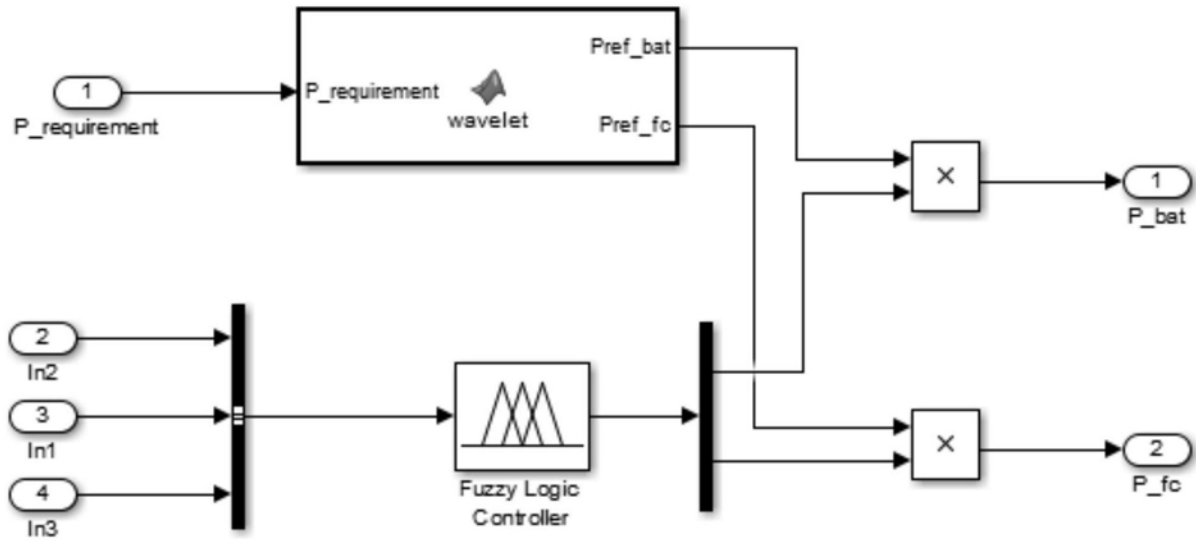 Pref_bat
1
P_requirement
P_requirement
wavelet
Pref_fc
×
1
P_bat
2
In2
3
In1
4
In3
Fuzzy Logic
Controller
×
2
P_fc